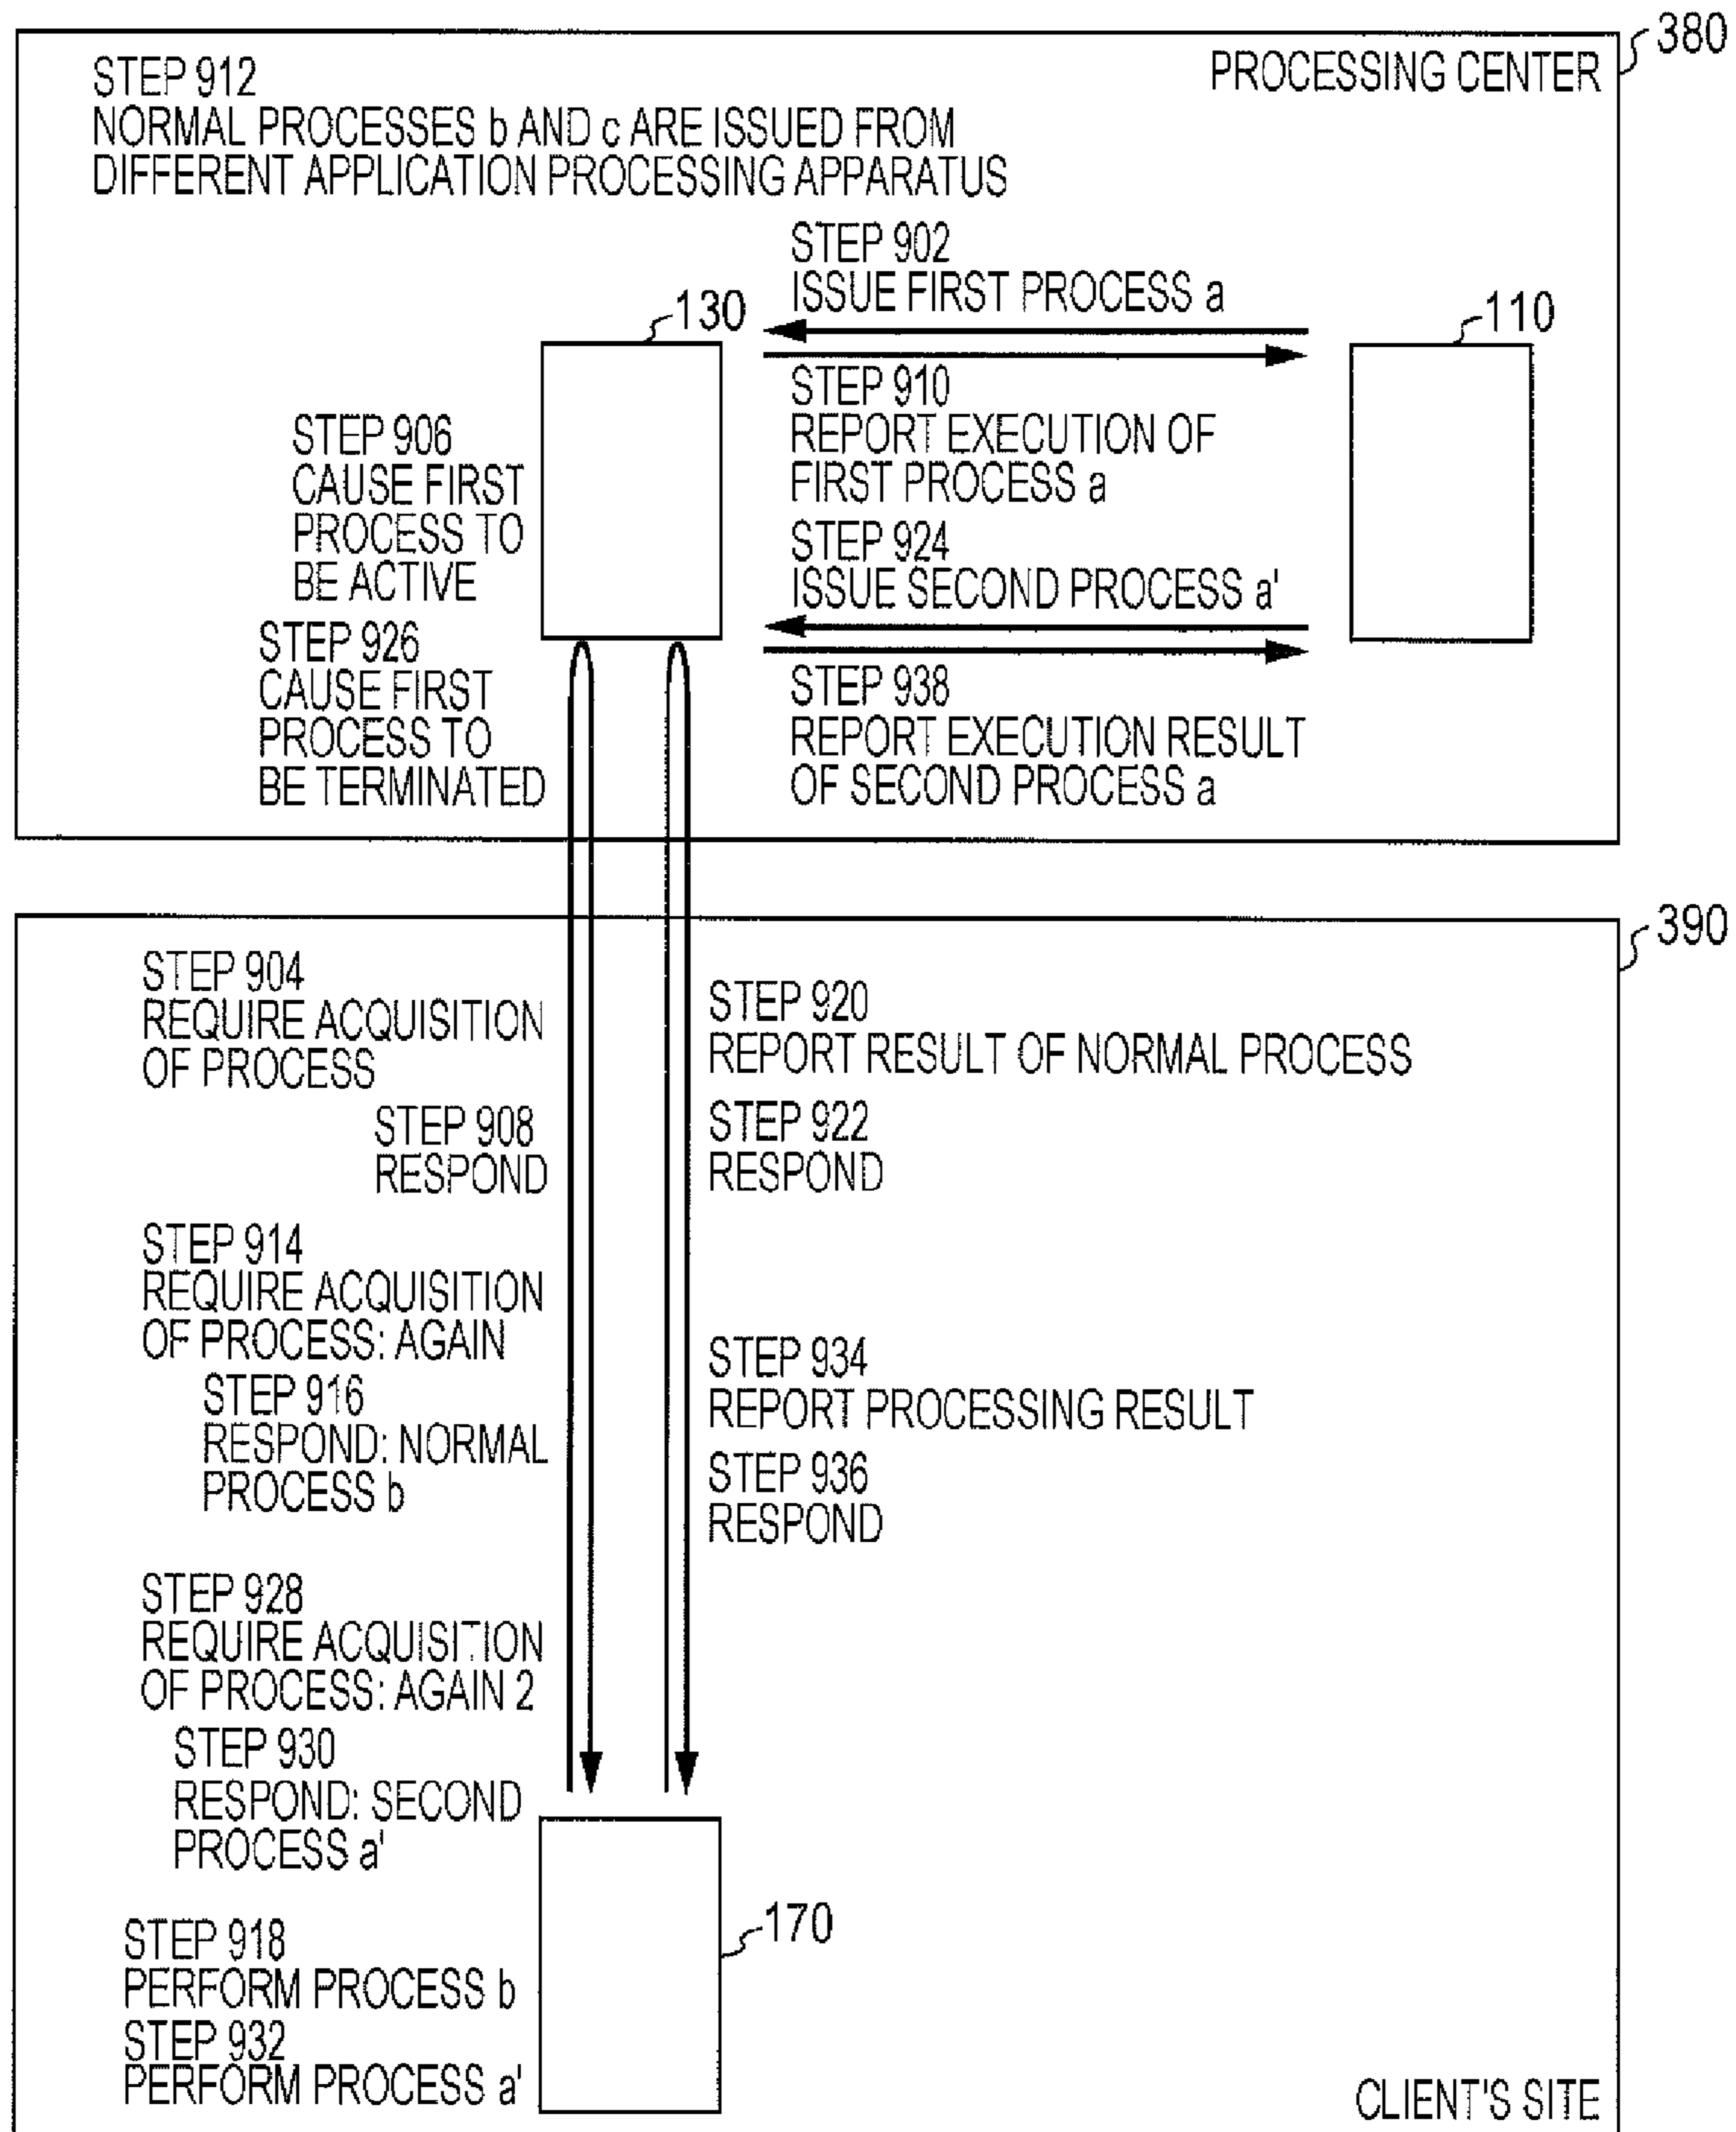 380
PROCESSING CENTER
STEP 912
NORMAL PROCESSES b AND c ARE ISSUED FROM
DIFFERENT APPLICATION PROCESSING APPARATUS
STEP 902
ISSUE FIRST PROCESS a
130
110
STEP 910
REPORT EXECUTION OF
FIRST PROCESS a
STEP 906
CAUSE FIRST
PROCESS TO
BE ACTIVE
STEP 924
ISSUE SECOND PROCESS a'
STEP 926
CAUSE FIRST
PROCESS TO
BE TERMINATED
STEP 938
REPORT EXECUTION RESULT
OF SECOND PROCESS a
390
STEP 904
REQUIRE ACQUISITION
OF PROCESS
STEP 920
REPORT RESULT OF NORMAL PROCESS
STEP 908
RESPOND
STEP 922
RESPOND
STEP 914
REQUIRE ACQUISITION
OF PROCESS: AGAIN
STEP 916
RESPOND: NORMAL
PROCESS b
STEP 934
REPORT PROCESSING RESULT
STEP 936
RESPOND
STEP 928
REQUIRE ACQUISITION
OF PROCESS: AGAIN 2
STEP 930
RESPOND: SECOND
PROCESS a'
170
STEP 918
PERFORM PROCESS b
STEP 932
PERFORM PROCESS a'
CLIENT'S SITE